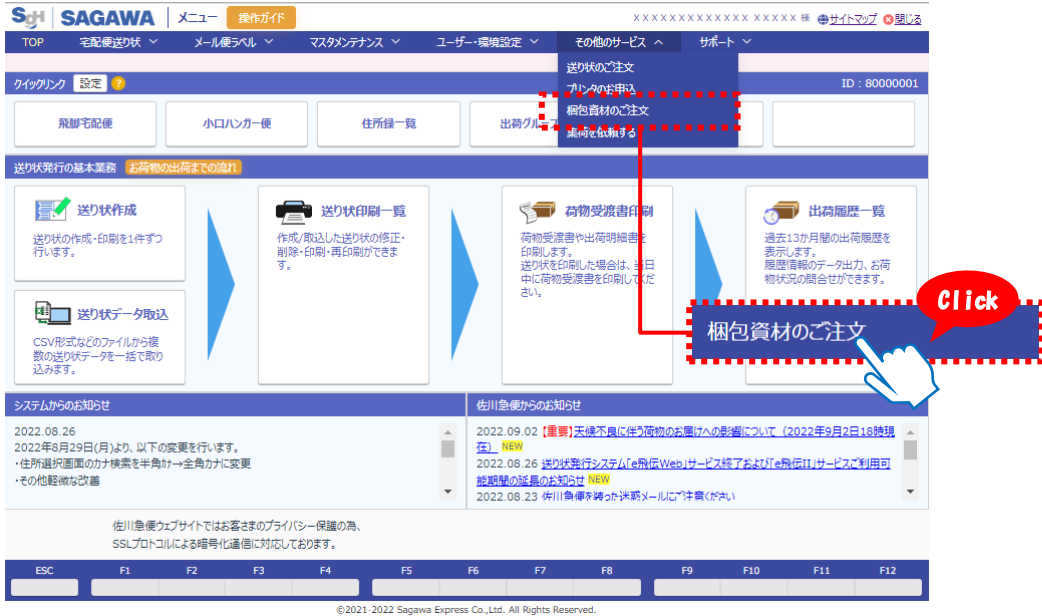 SgH SAGAWA メニュー 操作ガイド XXXXXXXXXXXXXX XXXXX 様 サイトマップ 閉じる
TOP 宅配便送り状 メール便ラベル マスタメンテナンス ユーザー・環境設定 その他のサービス サポート
送り状のご注文
プリンタのお申込
梱包資材のご注文
集荷を依頼する
クイックリンク 設定 ? ID：80000001
飛脚宅配便 小口ハンガー便 住所録一覧 出荷グループ
送り状発行の基本業務 お荷物の出荷までの流れ
送り状作成
送り状の作成・印刷を1件ずつ
行います。
送り状データ取込
CSV形式などのファイルから複
数の送り状データを一括で取り
込みます。
送り状印刷一覧
作成/取込した送り状の修正・
削除・印刷・再印刷ができま
す。
荷物受渡書印刷
荷物受渡書や出荷明細書を
印刷します。
送り状を印刷した場合は、当日
中に荷物受渡書を印刷してくだ
さい。
出荷履歴一覧
過去13か月間の出荷履歴を
表示します。
履歴情報のデータ出力、お荷
物状況の問合せができます。
Click
梱包資材のご注文
システムからのお知らせ
2022.08.26
2022年8月29日(月)より、以下の変更を行います。
・住所選択画面のカナ検索を半角ｶﾅ→全角カナに変更
・その他軽微な改善
佐川急便からのお知らせ
2022.09.02 【重要】天候不良に伴う荷物のお届けへの影響について（2022年9月2日18時現
在） NEW
2022.08.26 送り状発行システム「e飛伝Web」サービス終了および「e飛伝II」サービスご利用可
能期間の延長のお知らせ NEW
2022.08.23 佐川急便を装った迷惑メールにご注意ください
佐川急便ウェブサイトではお客さまのプライバシー保護の為、
SSLプロトコルによる暗号化通信に対応しております。
ESC F1 F2 F3 F4 F5 F6 F7 F8 F9 F10 F11 F12
©2021-2022 Sagawa Express Co.,Ltd. All Rights Reserved.